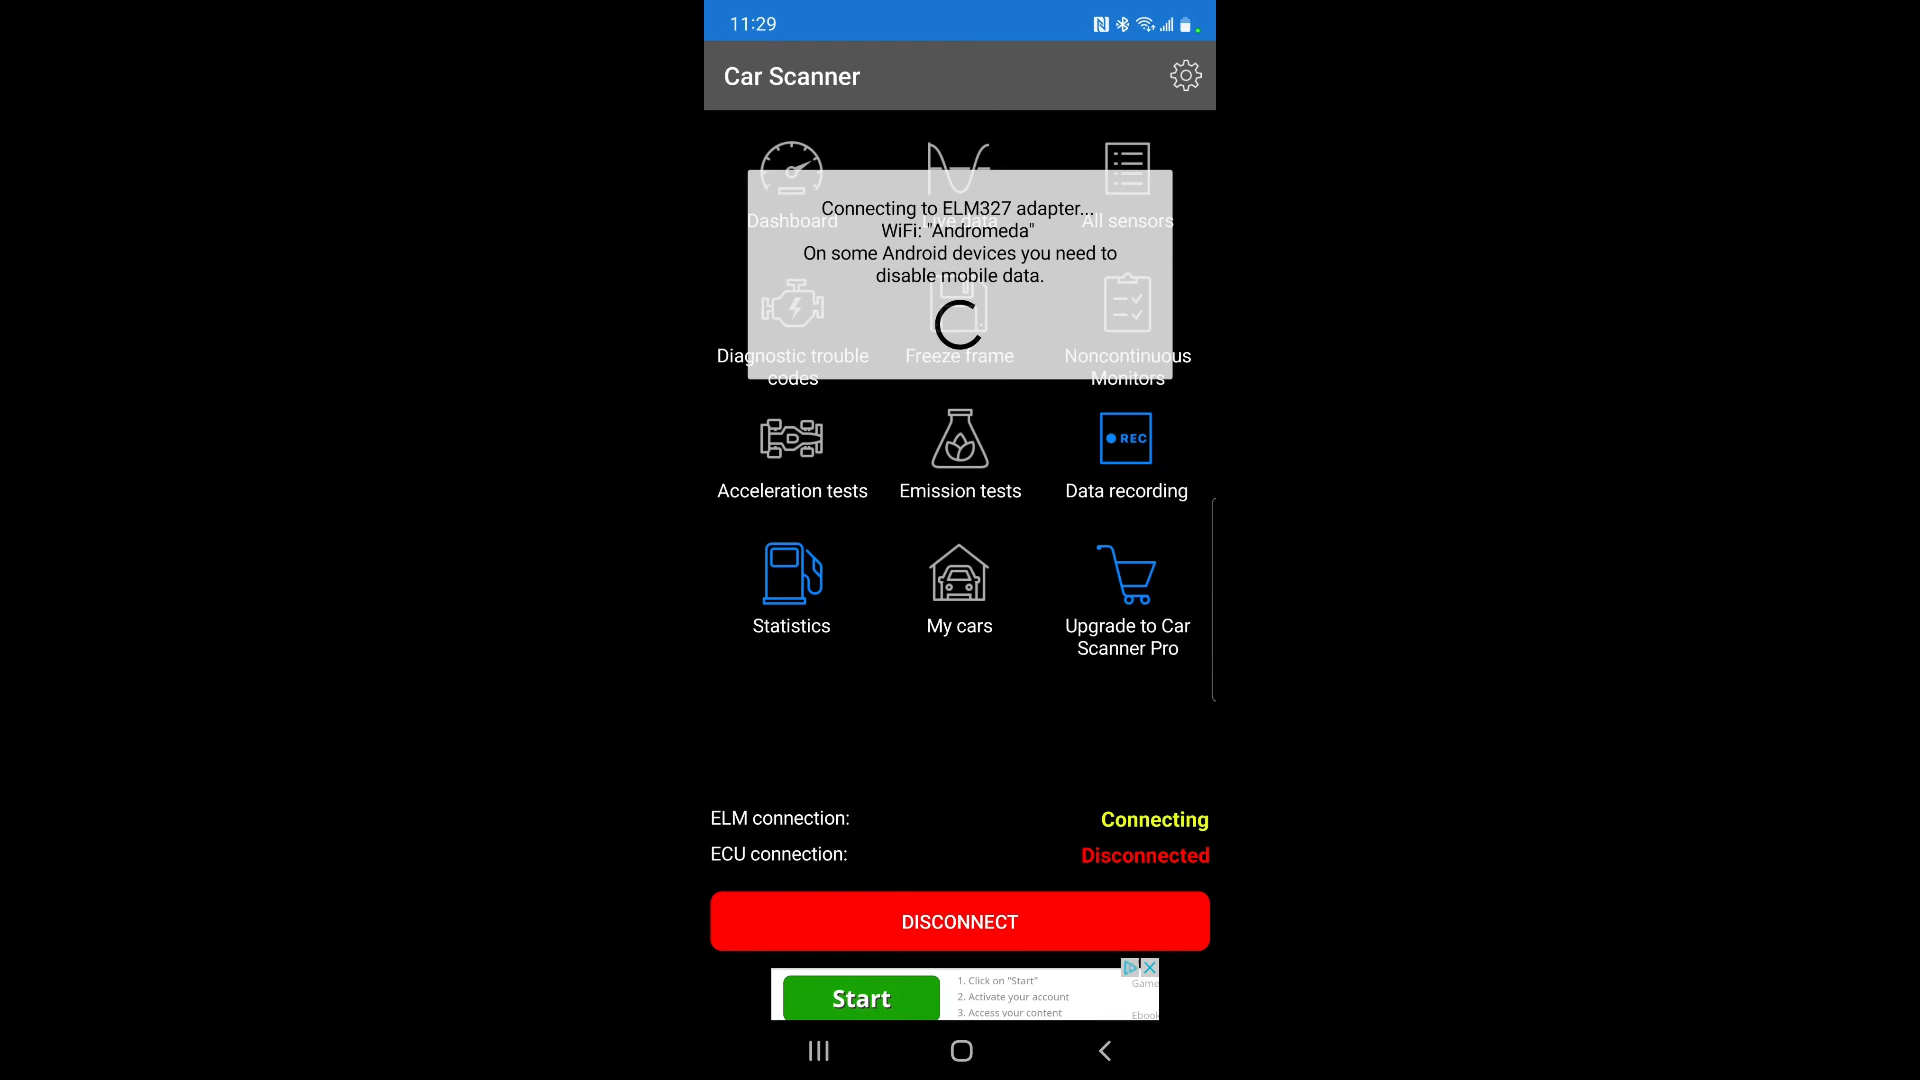 11:29
Car Scanner
Connecting to ELM327 adapter...
WiFi: "Andromeda"
On some Android devices you need to
disable mobile data.
Dashboard
Live data
All sensors
Diagnostic trouble
codes
Freeze frame
Noncontinuous
Monitors
Acceleration tests
Emission tests
REC
Data recording
Statistics
My cars
Upgrade to Car
Scanner Pro
ELM connection:
Connecting
ECU connection:
Disconnected
DISCONNECT
Start
1. Click on "Start"
2. Activate your account
3. Access your content
Game
Ebook